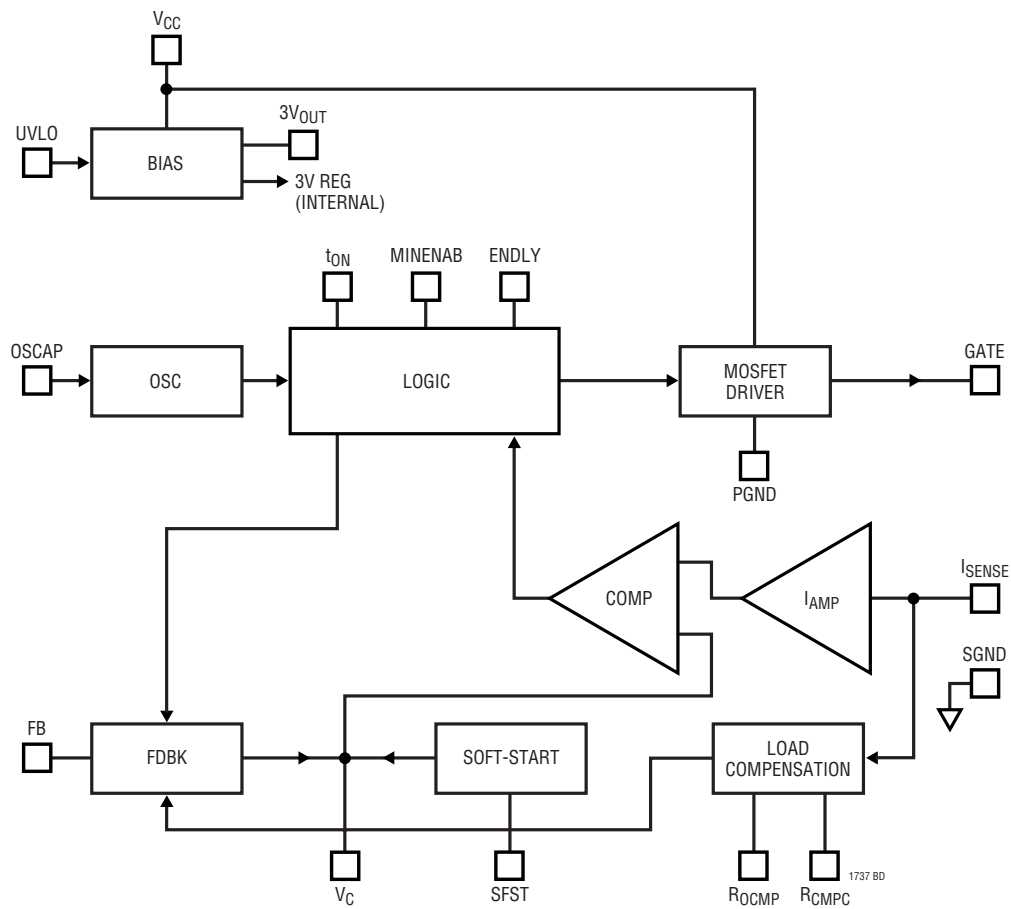 VCC
3VOUT
UVLO
BIAS
3V REG
(INTERNAL)
tON
MINENAB
ENDLY
OSCAP
OSC
LOGIC
MOSFET
DRIVER
GATE
PGND
COMP
IAMP
ISENSE
SGND
FB
FDBK
SOFT-START
LOAD
COMPENSATION
VC
SFST
ROCMP
RCMPC
1737 BD